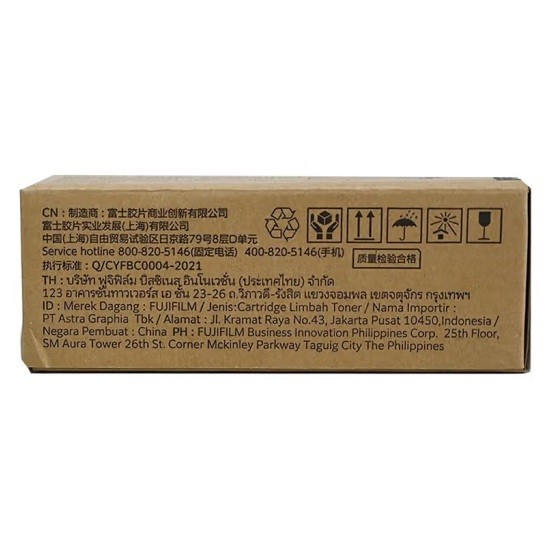 CN：制造商：富士胶片商业创新有限公司
富士胶片实业发展(上海)有限公司
中国(上海)自由贸易试验区日京路79号8层D单元
Service hotline 800-820-5146(固定电话) 400-820-5146(手机)
执行标准：Q/CYFBC0004-2021
质量检验合格
TH : บริษัท ฟูจิฟิล์ม บิสซิเนส อินโนเวชั่น (ประเทศไทย) จำกัด
123 อาคารซันทาวเวอร์ส เอ ชั้น 23-26 ถ.วิภาวดี-รังสิต แขวงจอมพล เขตจตุจักร กรุงเทพฯ
ID : Merek Dagang : FUJIFILM / Jenis:Cartridge Limbah Toner / Nama Importir :
PT Astra Graphia Tbk / Alamat : Jl. Kramat Raya No.43, Jakarta Pusat 10450,Indonesia /
Negara Pembuat : China PH : FUJIFILM Business Innovation Philippines Corp. 25th Floor,
SM Aura Tower 26th St. Corner Mckinley Parkway Taguig City The Philippines